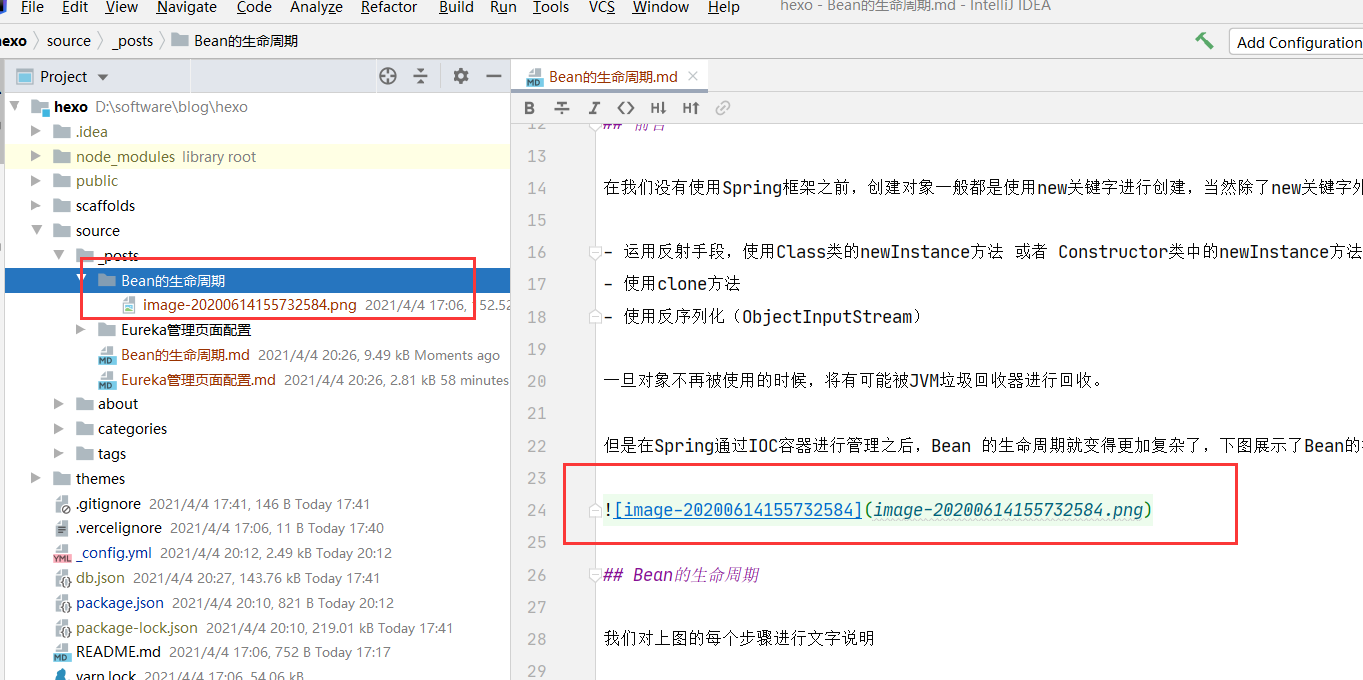 File Edit View Navigate Code Analyze Refactor Build Run Tools VCS Window Help hexo - Bean的生命周期.md - IntelliJ IDEA
hexo source _posts Bean的生命周期
Add Configuration
Project
Bean的生命周期.md
hexo D:\software\blog\hexo
.idea
node_modules library root
public
scaffolds
source
_posts
Bean的生命周期
image-20200614155732584.png 2021/4/4 17:06, 152.52
Eureka管理页面配置
Bean的生命周期.md 2021/4/4 20:26, 9.49 kB Moments ago
Eureka管理页面配置.md 2021/4/4 20:26, 2.81 kB 58 minutes
about
categories
tags
themes
.gitignore 2021/4/4 17:41, 146 B Today 17:41
.vercelignore 2021/4/4 17:06, 11 B Today 17:40
_config.yml 2021/4/4 20:12, 2.49 kB Today 20:12
db.json 2021/4/4 20:27, 143.76 kB Today 17:41
package.json 2021/4/4 20:10, 821 B Today 20:12
package-lock.json 2021/4/4 20:10, 219.01 kB Today 17:41
README.md 2021/4/4 17:06, 752 B Today 17:17
yarn.lock 2021/4/4 17:06, 54.06 kB
B I <> H↓ H↑
12 ## 前言
13
14 在我们没有使用Spring框架之前，创建对象一般都是使用new关键字进行创建，当然除了new关键字外
15
16 - 运用反射手段，使用Class类的newInstance方法 或者 Constructor类中的newInstance方法
17 - 使用clone方法
18 - 使用反序列化（ObjectInputStream）
19
20 一旦对象不再被使用的时候，将有可能被JVM垃圾回收器进行回收。
21
22 但是在Spring通过IOC容器进行管理之后，Bean 的生命周期就变得更加复杂了，下图展示了Bean的
23
24 ![image-20200614155732584](image-20200614155732584.png)
25
26 ## Bean的生命周期
27
28 我们对上图的每个步骤进行文字说明
29